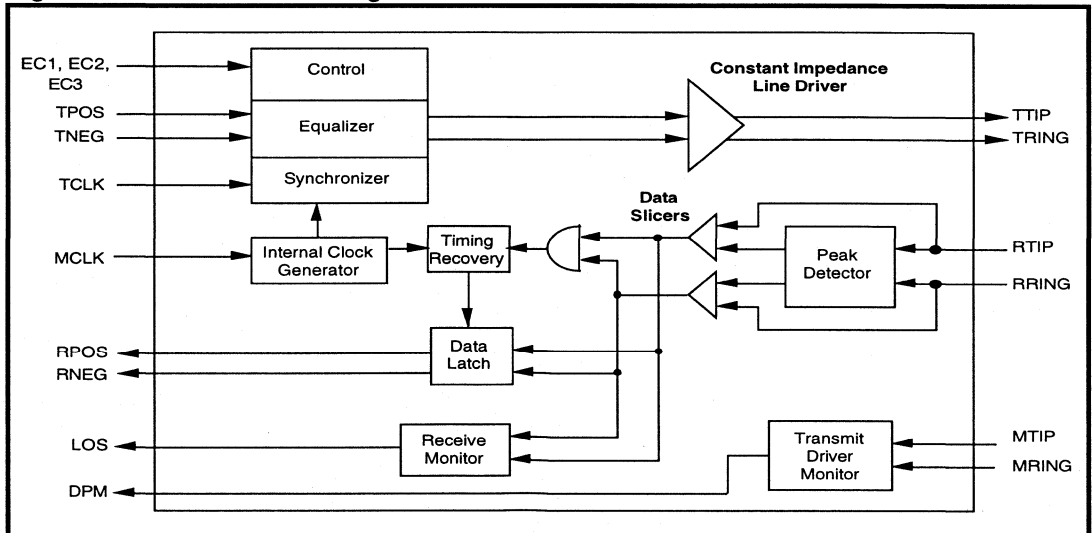 EC1, EC2,
EC3
TPOS
TNEG
TCLK
MCLK
RPOS
RNEG
LOS
DPM
Control
Equalizer
Synchronizer
Internal Clock
Generator
Timing
Recovery
Data
Latch
Receive
Monitor
Constant Impedance
Line Driver
Data
Slicers
Peak
Detector
Transmit
Driver
Monitor
TTIP
TRING
RTIP
RRING
MTIP
MRING